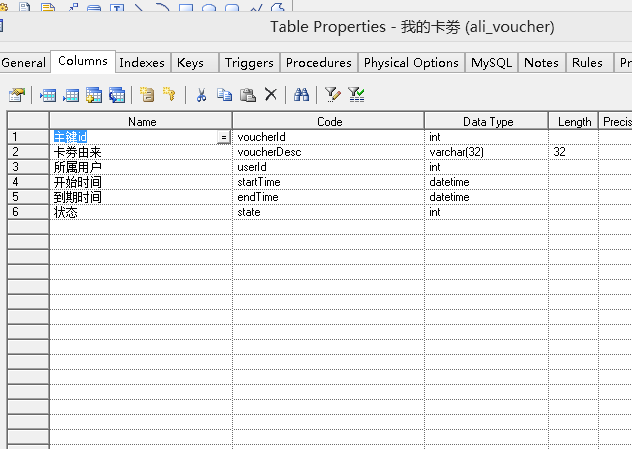 Table Properties - 我的卡劵 (ali_voucher)
General Columns Indexes Keys Triggers Procedures Physical Options MySQL Notes Rules
Name Code Data Type Length Precis
1 主键id = voucherId int
2 卡劵由来 voucherDesc varchar(32) 32
3 所属用户 userId int
4 开始时间 startTime datetime
5 到期时间 endTime datetime
6 状态 state int